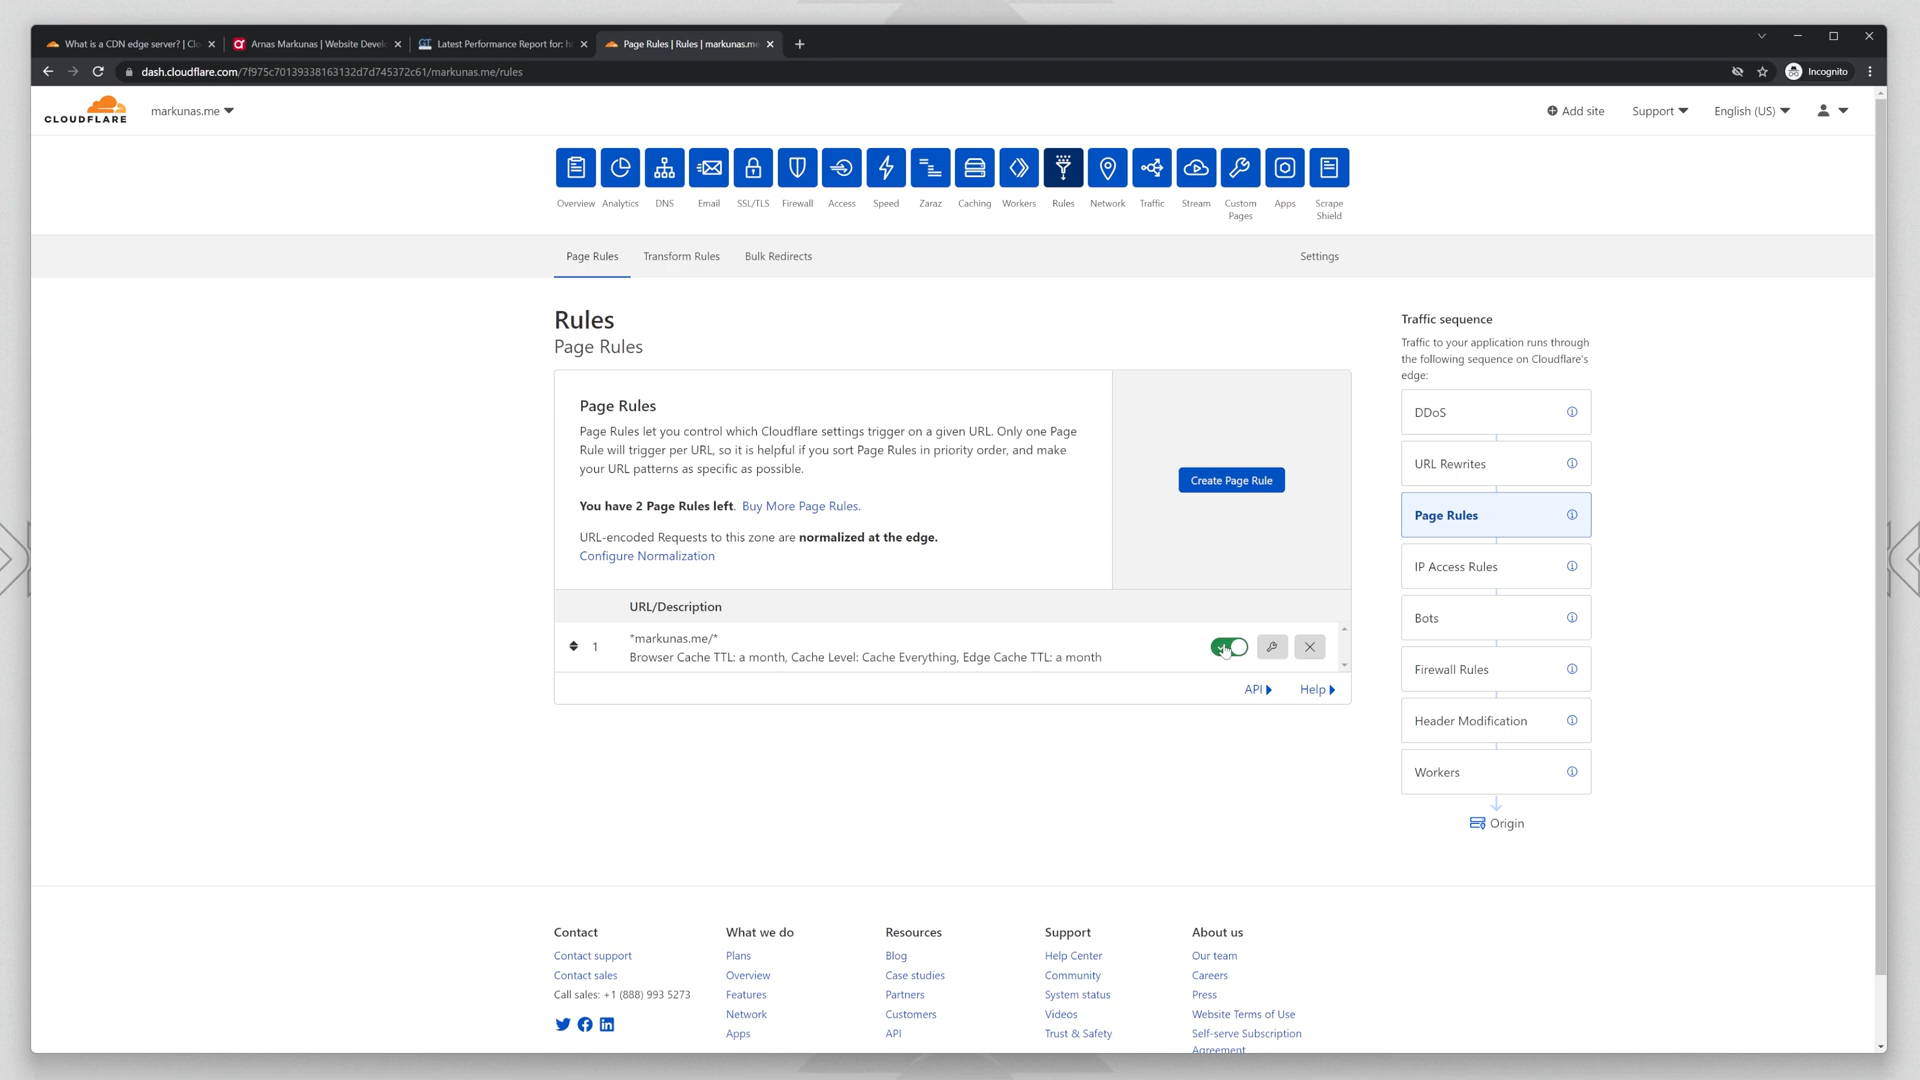 What is a CDN edge server? | Clo
Arnas Markunas | Website Devel
Latest Performance Report for: h
Page Rules | Rules | markunas.me
dash.cloudflare.com/7f975c70139338163132d7d745372c61/markunas.me/rules
Incognito
CLOUDFLARE
markunas.me
Add site
Support
English (US)
Overview
Analytics
DNS
Email
SSL/TLS
Firewall
Access
Speed
Zaraz
Caching
Workers
Rules
Network
Traffic
Stream
Custom Pages
Apps
Scrape Shield
Page Rules
Transform Rules
Bulk Redirects
Settings
Rules
Page Rules
Page Rules
Page Rules let you control which Cloudflare settings trigger on a given URL. Only one Page
Rule will trigger per URL, so it is helpful if you sort Page Rules in priority order, and make
your URL patterns as specific as possible.
You have 2 Page Rules left. Buy More Page Rules.
URL-encoded Requests to this zone are normalized at the edge.
Configure Normalization
Create Page Rule
URL/Description
1
*markunas.me/*
Browser Cache TTL: a month, Cache Level: Cache Everything, Edge Cache TTL: a month
API
Help
Traffic sequence
Traffic to your application runs through
the following sequence on Cloudflare's
edge:
DDoS
URL Rewrites
Page Rules
IP Access Rules
Bots
Firewall Rules
Header Modification
Workers
Origin
Contact
Contact support
Contact sales
Call sales: +1 (888) 993 5273
What we do
Plans
Overview
Features
Network
Apps
Resources
Blog
Case studies
Partners
Customers
API
Support
Help Center
Community
System status
Videos
Trust & Safety
About us
Our team
Careers
Press
Website Terms of Use
Self-serve Subscription
Agreement